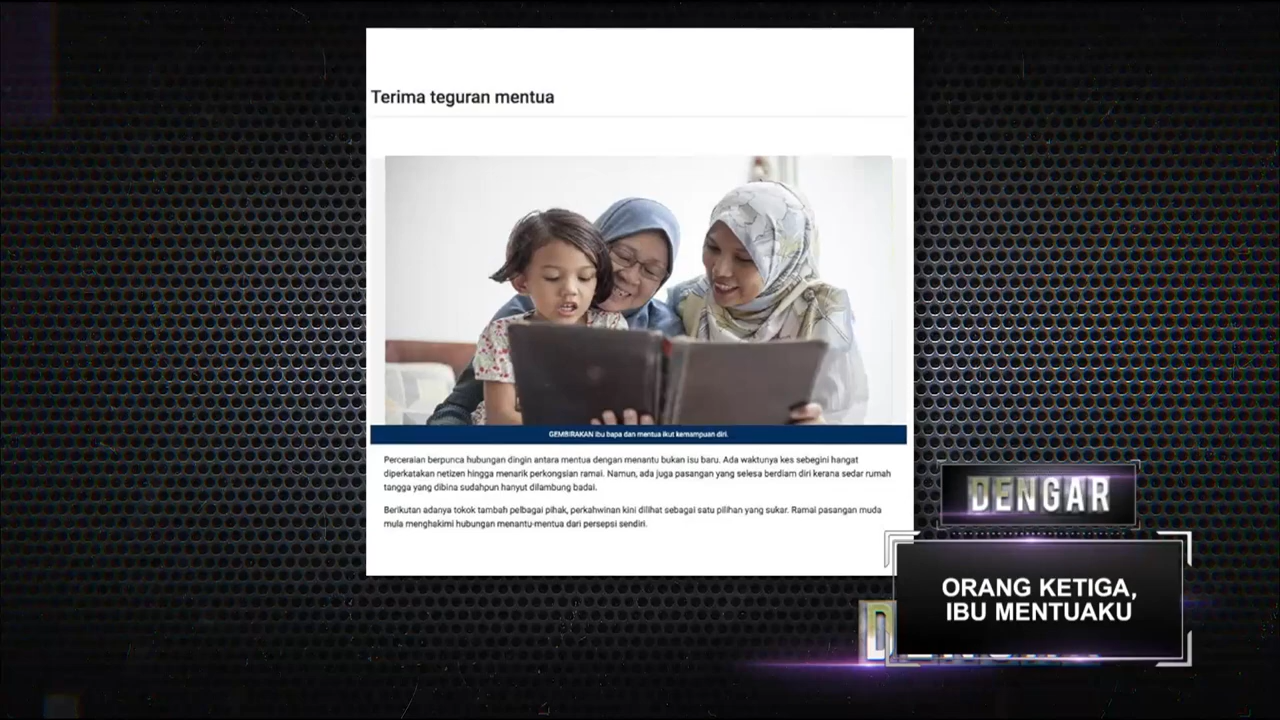 Terima teguran mentua
GEMBIRAKAN ibu bapa dan mentua ikut kemampuan diri.
Perceraian berpunca hubungan dingin antara mentua dengan menantu bukan isu baru. Ada waktunya kes sebegini hangat
diperkatakan netizen hingga menarik perkongsian ramai. Namun, ada juga pasangan yang selesa berdiam diri kerana sedar rumah
tangga yang dibina sudahpun hanyut dilambung badai.
Berikutan adanya tokok tambah pelbagai pihak, perkahwinan kini dilihat sebagai satu pilihan yang sukar. Ramai pasangan muda
mula menghakimi hubungan menantu-mentua dari persepsi sendiri.
DENGAR
ORANG KETIGA,
IBU MENTUAKU